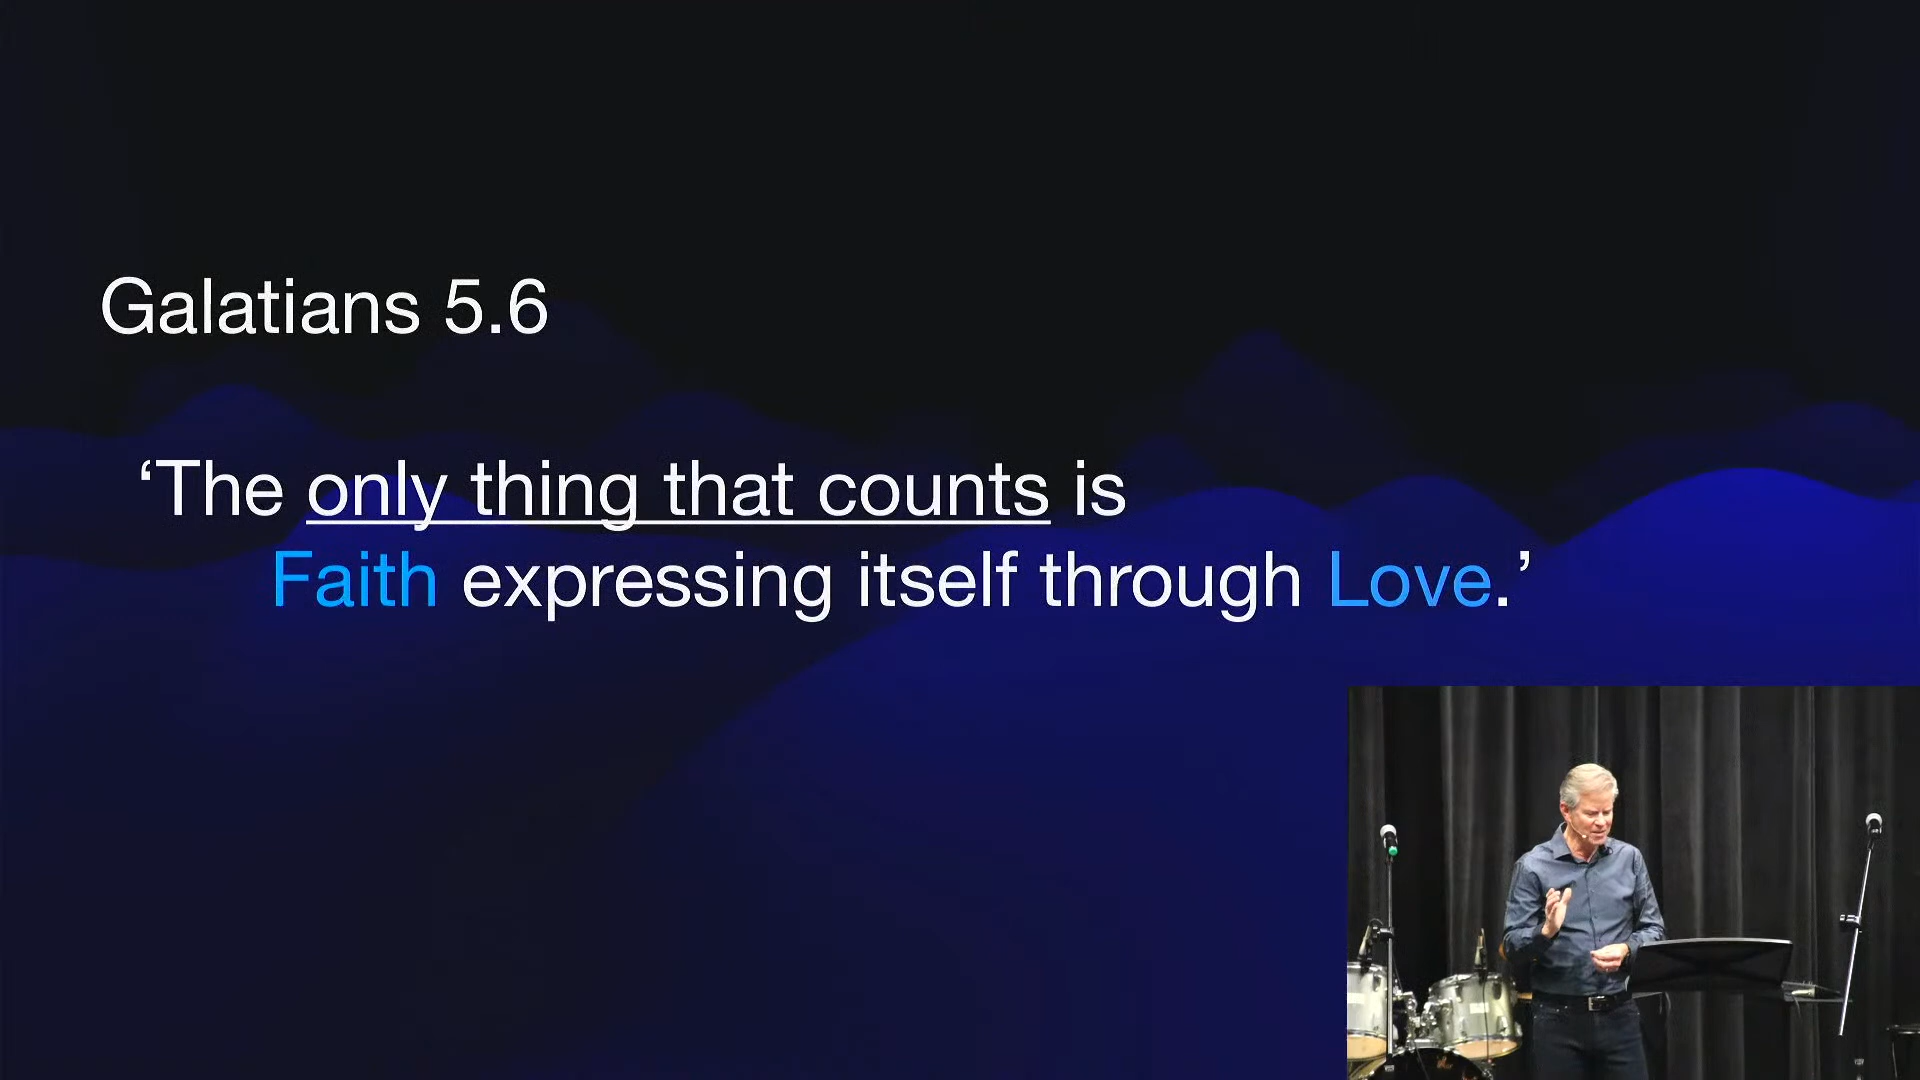 Galatians 5.6
‘The only thing that counts is
Faith expressing itself through Love.’